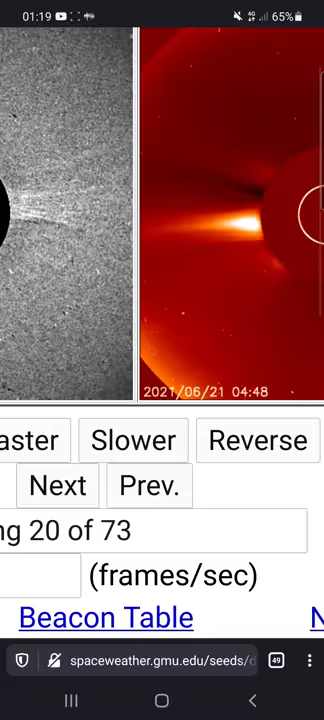 01:19
4G 65%
2021/06/21 04:48
aster Slower Reverse
Next Prev.
ng 20 of 73
(frames/sec)
Beacon Table N
spaceweather.gmu.edu/seeds/d 49